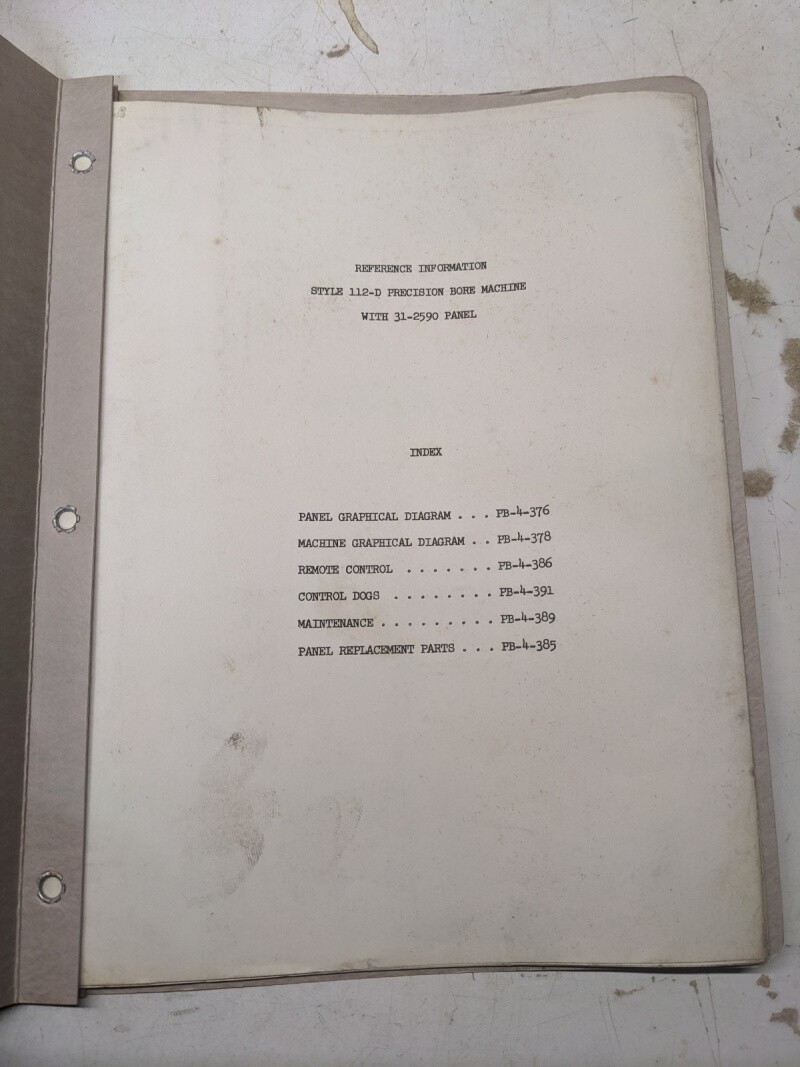 REFERENCE INFORMATION
STYLE 112-D PRECISION BORE MACHINE
WITH 31-2590 PANEL
INDEX
PANEL GRAPHICAL DIAGRAM . . . PB-4-376
MACHINE GRAPHICAL DIAGRAM . . PB-4-378
REMOTE CONTROL . . . . . . . PB-4-386
CONTROL DOGS . . . . . . . . PB-4-391
MAINTENANCE . . . . . . . . . PB-4-389
PANEL REPLACEMENT PARTS . . . PB-4-385